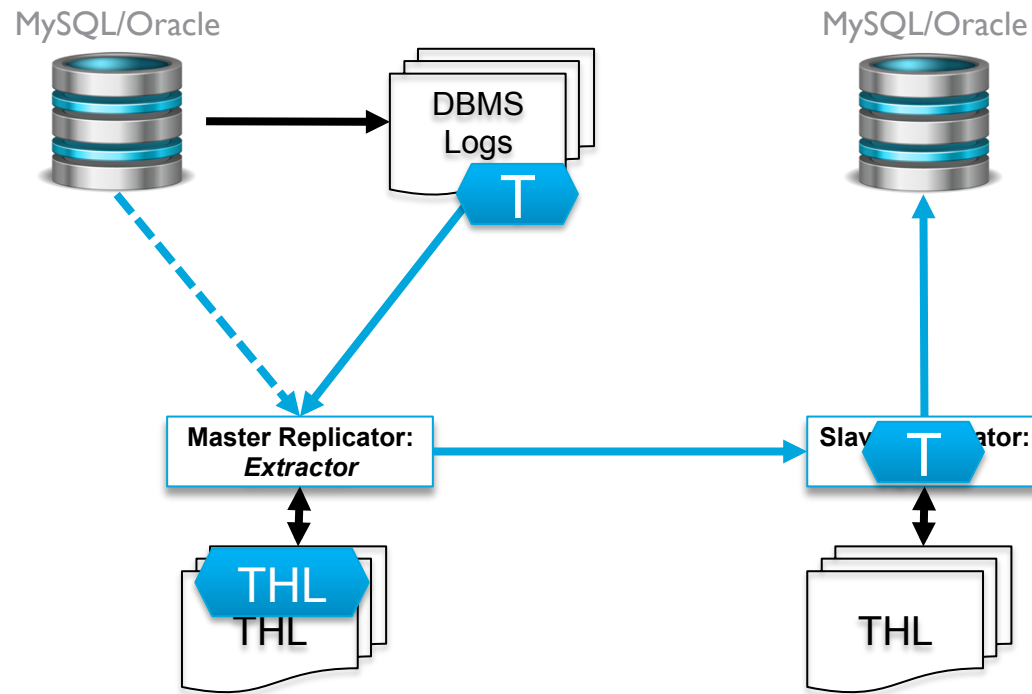 MySQL/Oracle
MySQL/Oracle
DBMS
Logs
T
Master Replicator:
Extractor
T
THL
THL
THL